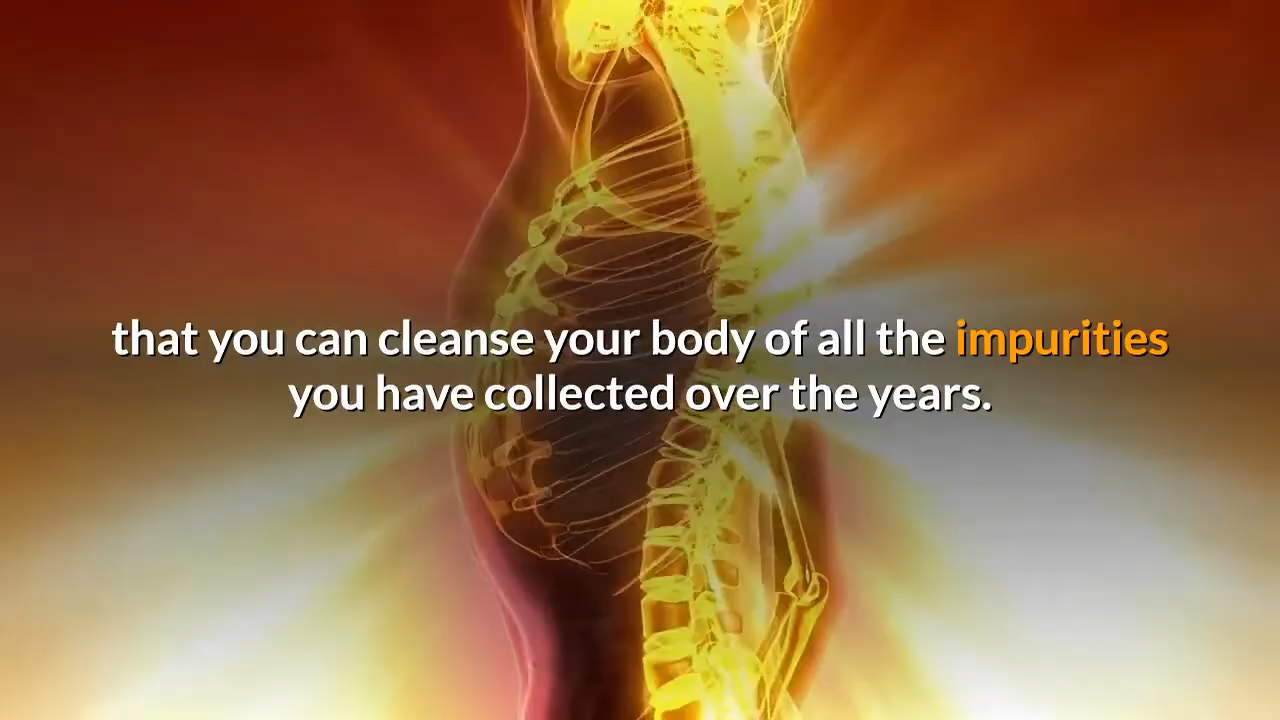 that you can cleanse your body of all the impurities
you have collected over the years.